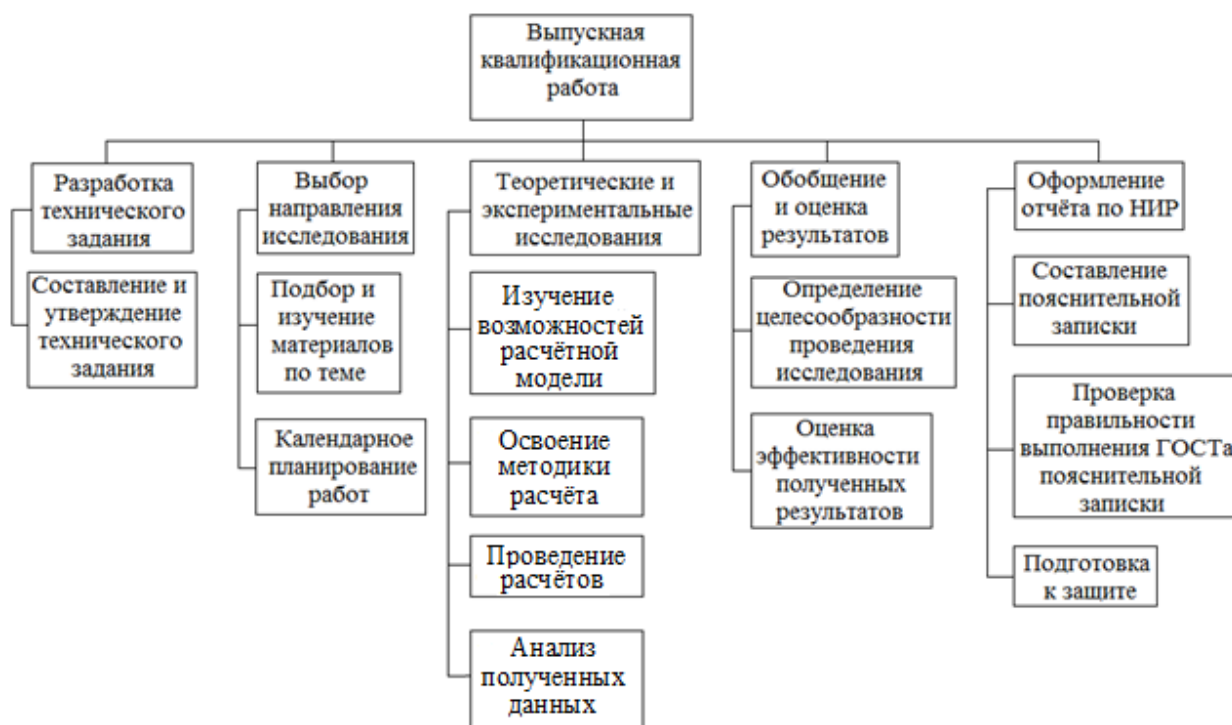 Выпускная
квалификационная
работа
Разработка
технического
задания
Составление и
утверждение
технического
задания
Выбор
направления
исследования
Подбор и
изучение
материалов
по теме
Календарное
планирование
работ
Теоретические и
экспериментальные
исследования
Изучение
возможностей
расчётной
модели
Освоение
методики
расчёта
Проведение
расчётов
Анализ
полученных
данных
Обобщение
и оценка
результатов
Определение
целесообразности
проведения
исследования
Оценка
эффективности
полученных
результатов
Оформление
отчёта по НИР
Составление
пояснительной
записки
Проверка
правильности
выполнения ГОСТа
пояснительной
записки
Подготовка
к защите